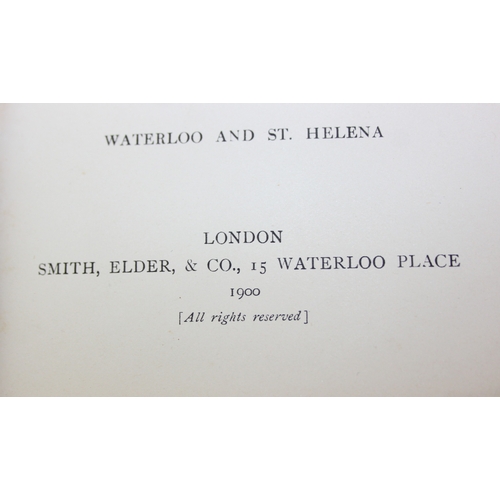 WATERLOO AND ST. HELENA
LONDON
SMITH, ELDER, & CO., 15 WATERLOO PLACE
1900
[All rights reserved]